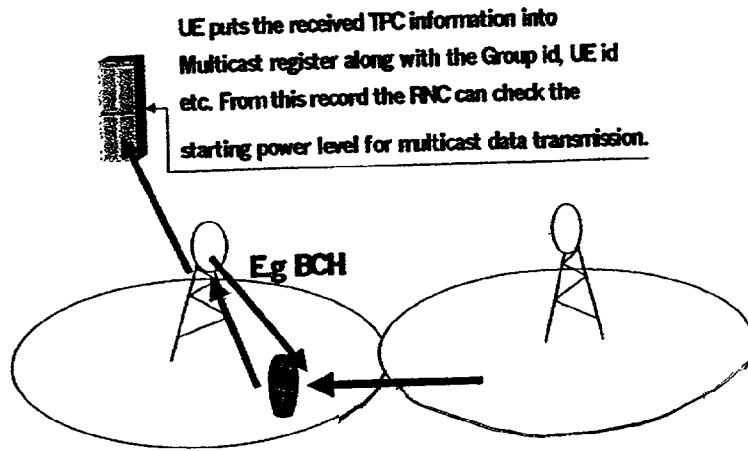 UE puts the received TPC information into
Multicast register along with the Group id, UE id
etc. From this record the RNC can check the
starting power level for multicast data transmission.
E.g BCH